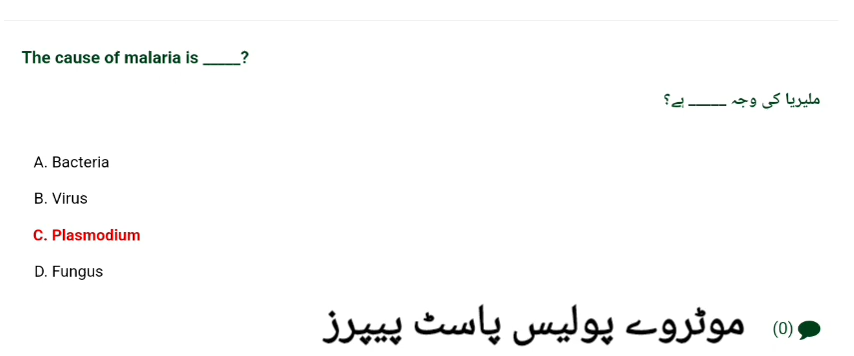 The cause of malaria is _____?
ملیریا کی وجہ _____ ہے؟
A. Bacteria
B. Virus
C. Plasmodium
D. Fungus
موٹروے پولیس پاسٹ پیپرز
(0)